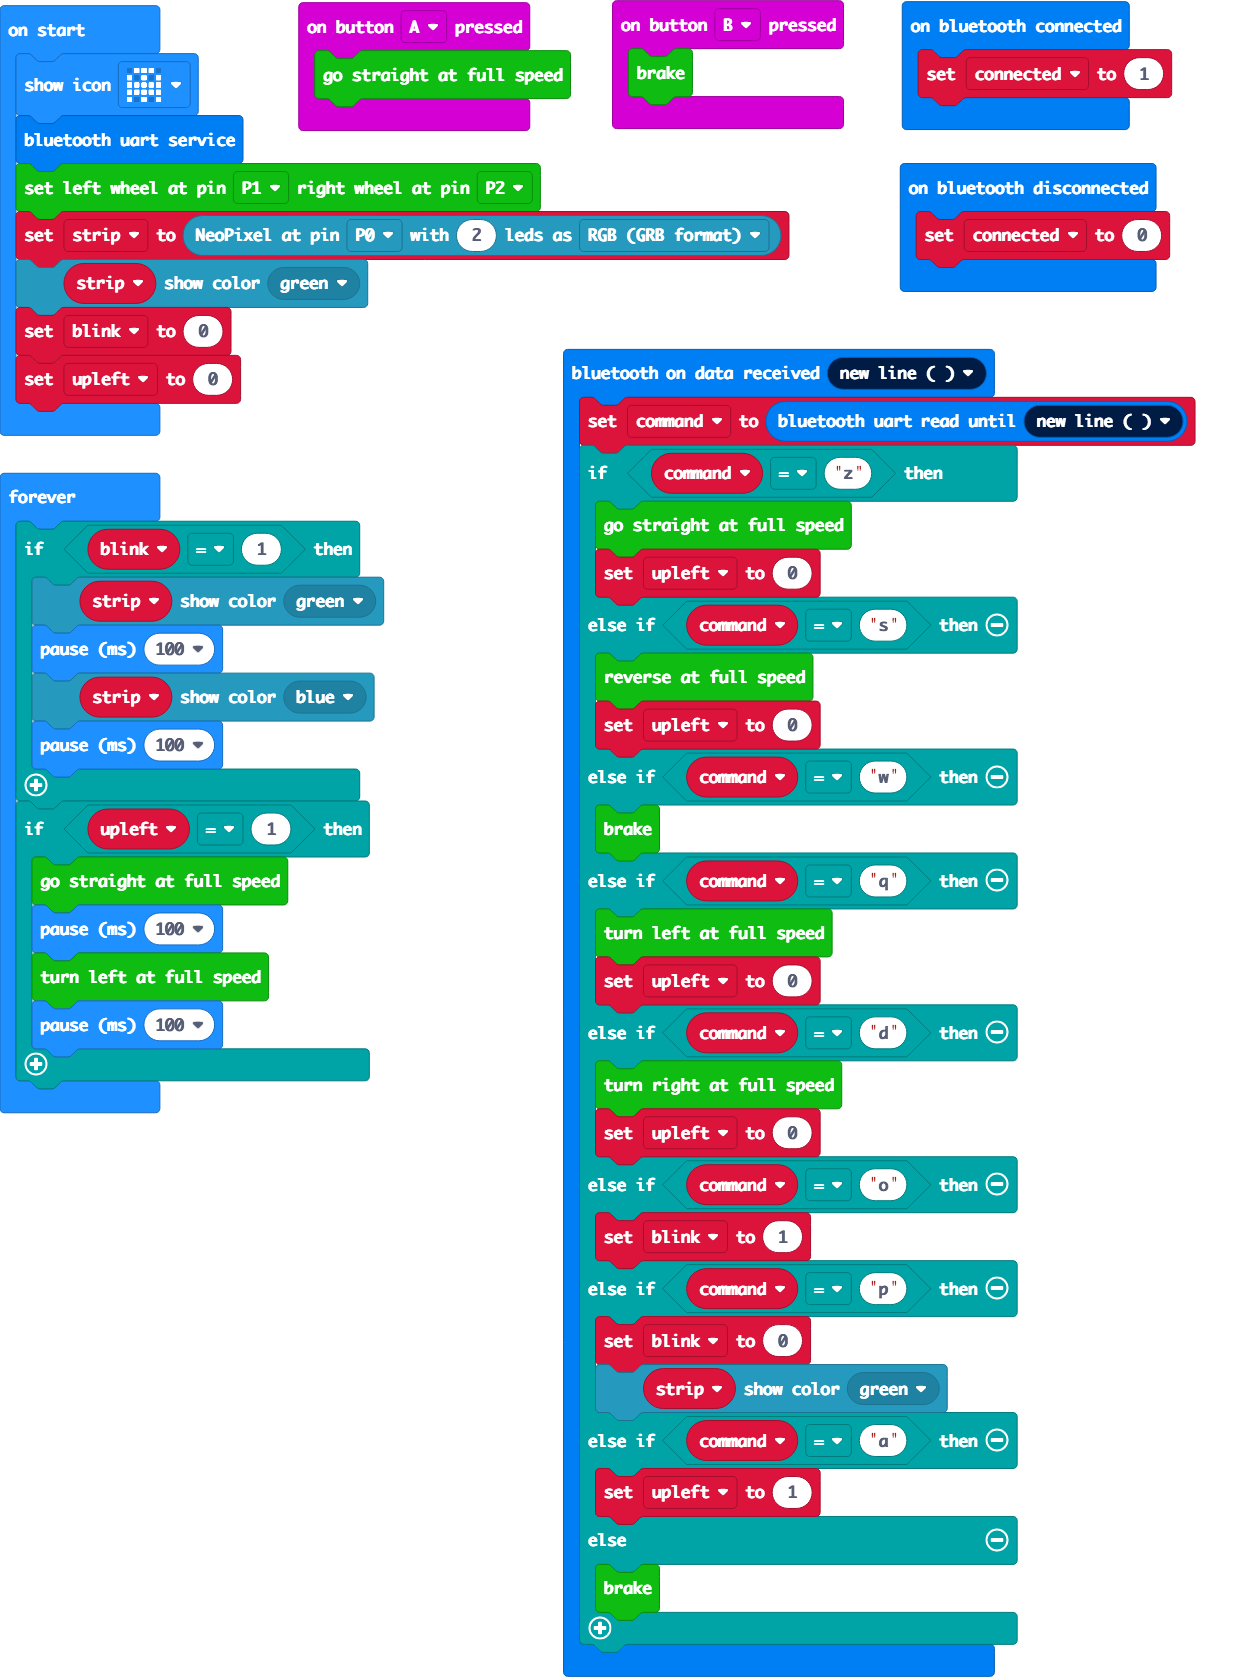 on start
show icon
bluetooth uart service
set left wheel at pin P1 right wheel at pin P2
set strip to NeoPixel at pin P0 with 2 leds as RGB (GRB format)
strip show color green
set blink to 0
set upleft to 0
on button A pressed
go straight at full speed
on button B pressed
brake
on bluetooth connected
set connected to 1
on bluetooth disconnected
set connected to 0
forever
if blink = 1 then
strip show color green
pause (ms) 100
strip show color blue
pause (ms) 100
if upleft = 1 then
go straight at full speed
pause (ms) 100
turn left at full speed
pause (ms) 100
bluetooth on data received new line ( )
set command to bluetooth uart read until new line ( )
if command = "z" then
go straight at full speed
set upleft to 0
else if command = "s" then
reverse at full speed
set upleft to 0
else if command = "w" then
brake
else if command = "q" then
turn left at full speed
set upleft to 0
else if command = "d" then
turn right at full speed
set upleft to 0
else if command = "o" then
set blink to 1
else if command = "p" then
set blink to 0
strip show color green
else if command = "a" then
set upleft to 1
else
brake